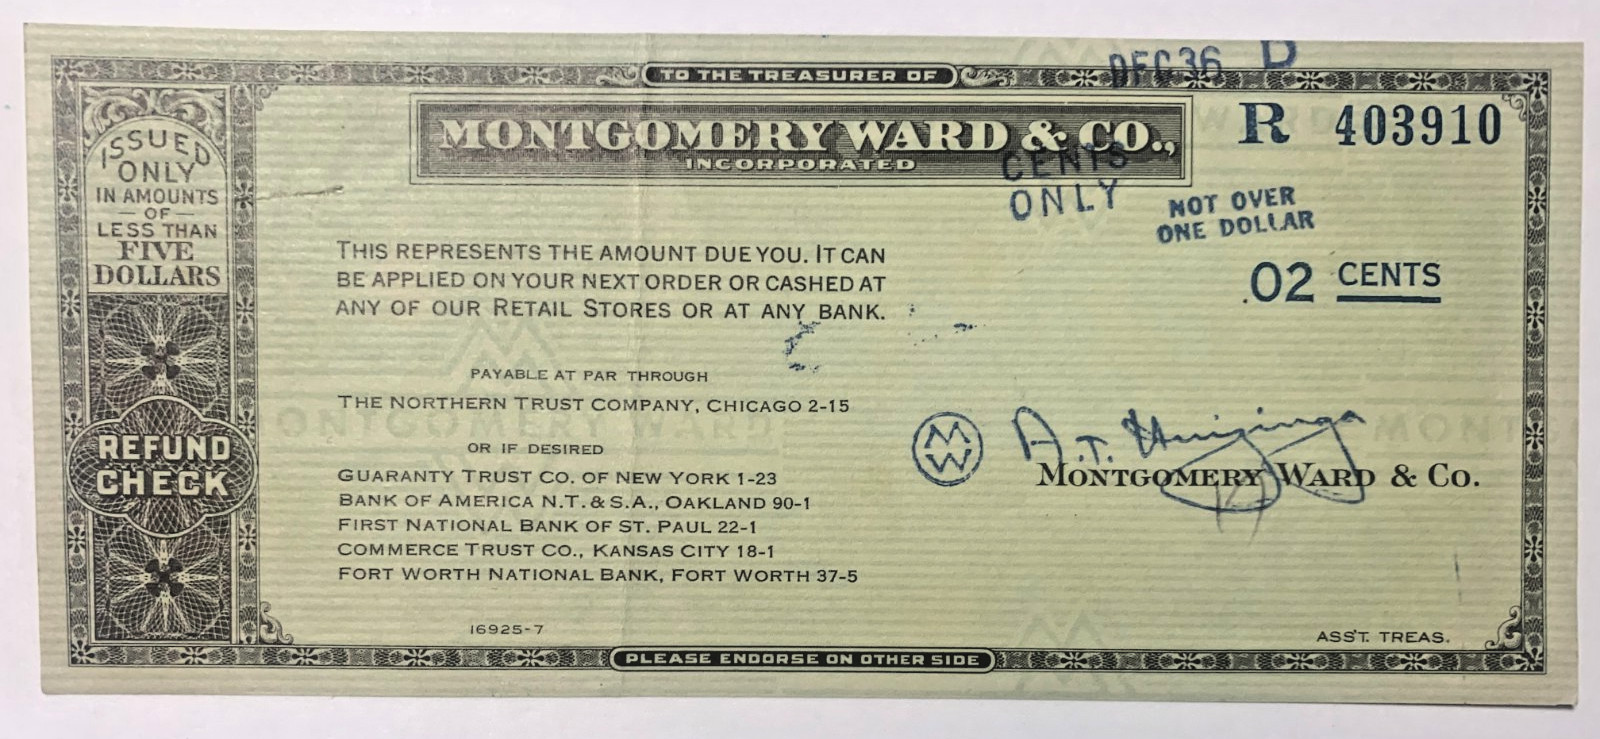 TO THE TREASURER OF
DEC 36 D
MONTGOMERY WARD & CO.,
INCORPORATED
R 403910
CENTS
ONLY
NOT OVER
ONE DOLLAR
.02 CENTS
ISSUED
ONLY
IN AMOUNTS
—OF—
LESS THAN
FIVE
DOLLARS
THIS REPRESENTS THE AMOUNT DUE YOU. IT CAN
BE APPLIED ON YOUR NEXT ORDER OR CASHED AT
ANY OF OUR RETAIL STORES OR AT ANY BANK.
PAYABLE AT PAR THROUGH
THE NORTHERN TRUST COMPANY, CHICAGO 2-15
OR IF DESIRED
GUARANTY TRUST CO. OF NEW YORK 1-23
BANK OF AMERICA N.T. & S.A., OAKLAND 90-1
FIRST NATIONAL BANK OF ST. PAUL 22-1
COMMERCE TRUST CO., KANSAS CITY 18-1
FORT WORTH NATIONAL BANK, FORT WORTH 37-5
REFUND
CHECK
MONTGOMERY WARD
MONTG
M
W
A.T. Huizinga
MONTGOMERY WARD & CO.
16925-7
ASS'T. TREAS.
PLEASE ENDORSE ON OTHER SIDE